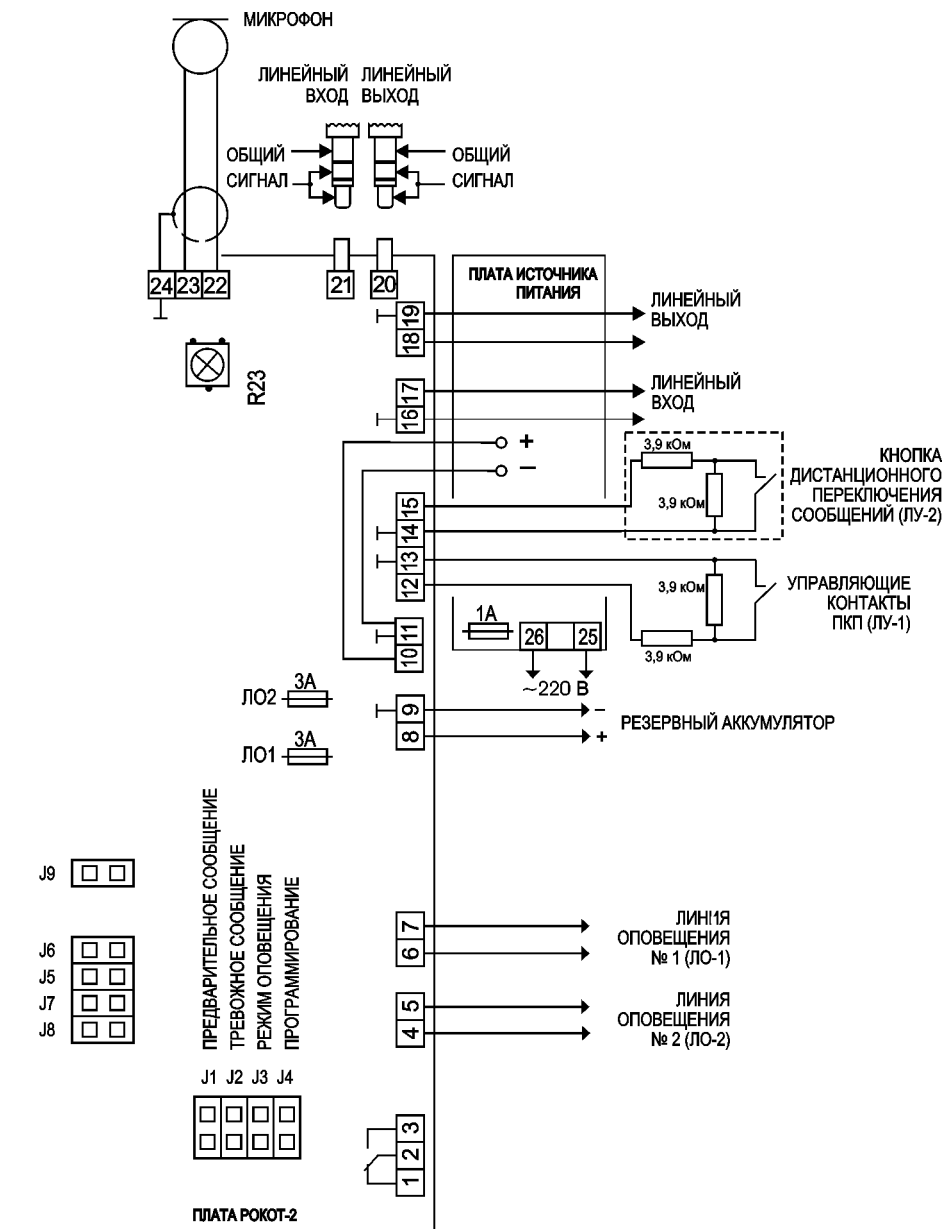 МИКРОФОН
ЛИНЕЙНЫЙ ВХОД
ЛИНЕЙНЫЙ ВЫХОД
ОБЩИЙ
СИГНАЛ
ОБЩИЙ
СИГНАЛ
24 23 22
21 20
R23
ПЛАТА ИСТОЧНИКА
ПИТАНИЯ
19
18
ЛИНЕЙНЫЙ
ВЫХОД
17
16
ЛИНЕЙНЫЙ
ВХОД
+
−
15
14
13
12
3,9 кОм
3,9 кОм
КНОПКА
ДИСТАНЦИОННОГО
ПЕРЕКЛЮЧЕНИЯ
СООБЩЕНИЙ (ЛУ-2)
3,9 кОм
3,9 кОм
УПРАВЛЯЮЩИЕ
КОНТАКТЫ
ПКП (ЛУ-1)
11
10
1А
26 25
~220 В
ЛО2 3А
ЛО1 3А
9 −
8 +
РЕЗЕРВНЫЙ АККУМУЛЯТОР
J9
J6
J5
J7
J8
ПРЕДВАРИТЕЛЬНОЕ СООБЩЕНИЕ
ТРЕВОЖНОЕ СООБЩЕНИЕ
РЕЖИМ ОПОВЕЩЕНИЯ
ПРОГРАММИРОВАНИЕ
J1 J2 J3 J4
7
6
ЛИНИЯ
ОПОВЕЩЕНИЯ
№ 1 (ЛО-1)
5
4
ЛИНИЯ
ОПОВЕЩЕНИЯ
№ 2 (ЛО-2)
3
2
1
ПЛАТА РОКОТ-2